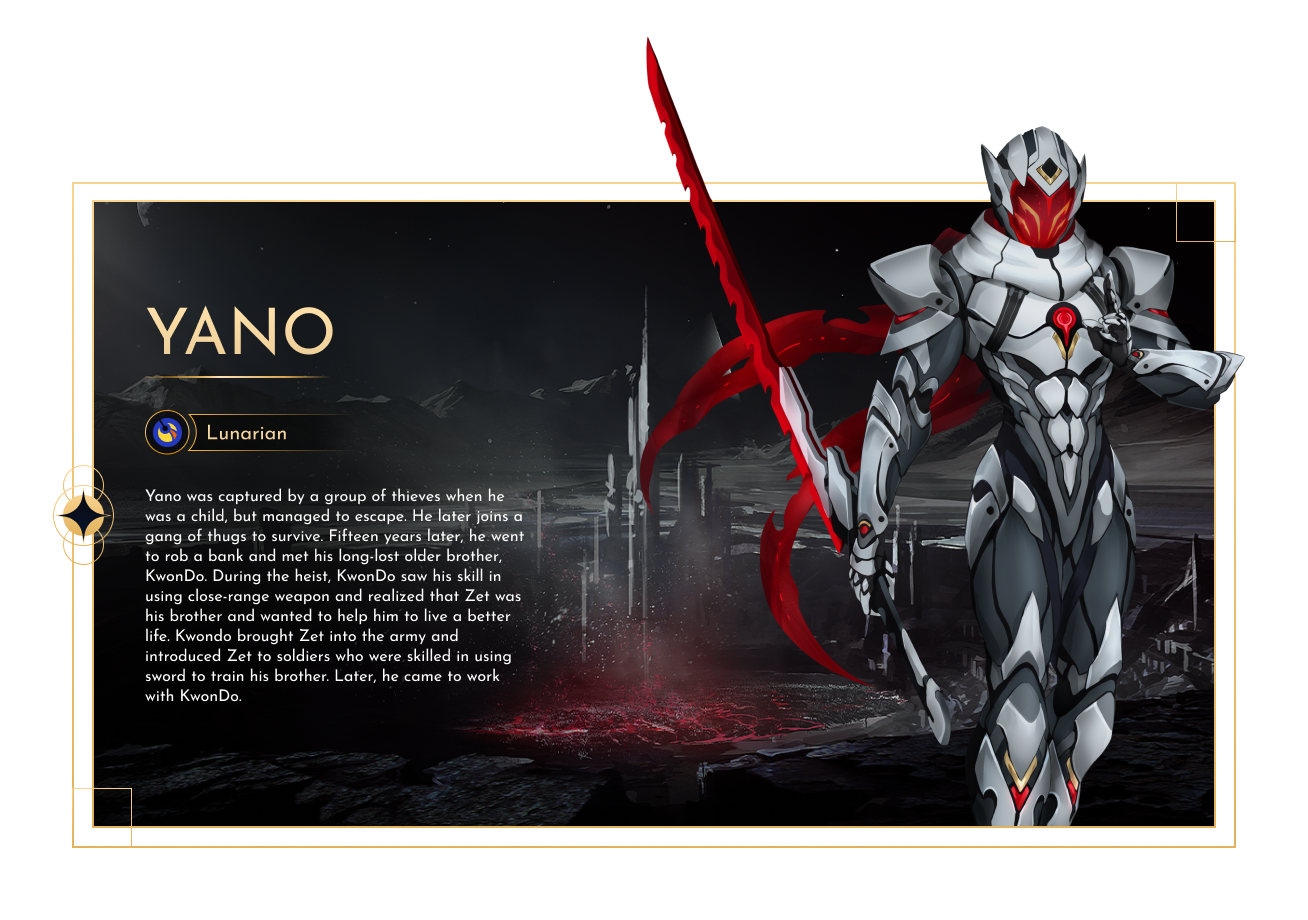 YANO
Lunarian
Yano was captured by a group of thieves when he
was a child, but managed to escape. He later joins a
gang of thugs to survive. Fifteen years later, he went
to rob a bank and met his long-lost older brother,
KwonDo. During the heist, KwonDo saw his skill in
using close-range weapon and realized that Zet was
his brother and wanted to help him to live a better
life. Kwondo brought Zet into the army and
introduced Zet to soldiers who were skilled in using
sword to train his brother. Later, he came to work
with KwonDo.